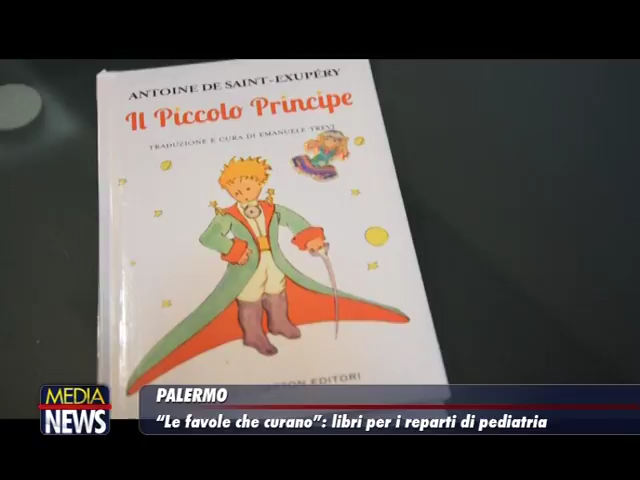 ANTOINE DE SAINT-EXUPÉRY
Il Piccolo Principe
TRADUZIONE E CURA DI EMANUELE TREVI
EDITORI
MEDIA
NEWS
PALERMO
“Le favole che curano”: libri per i reparti di pediatria